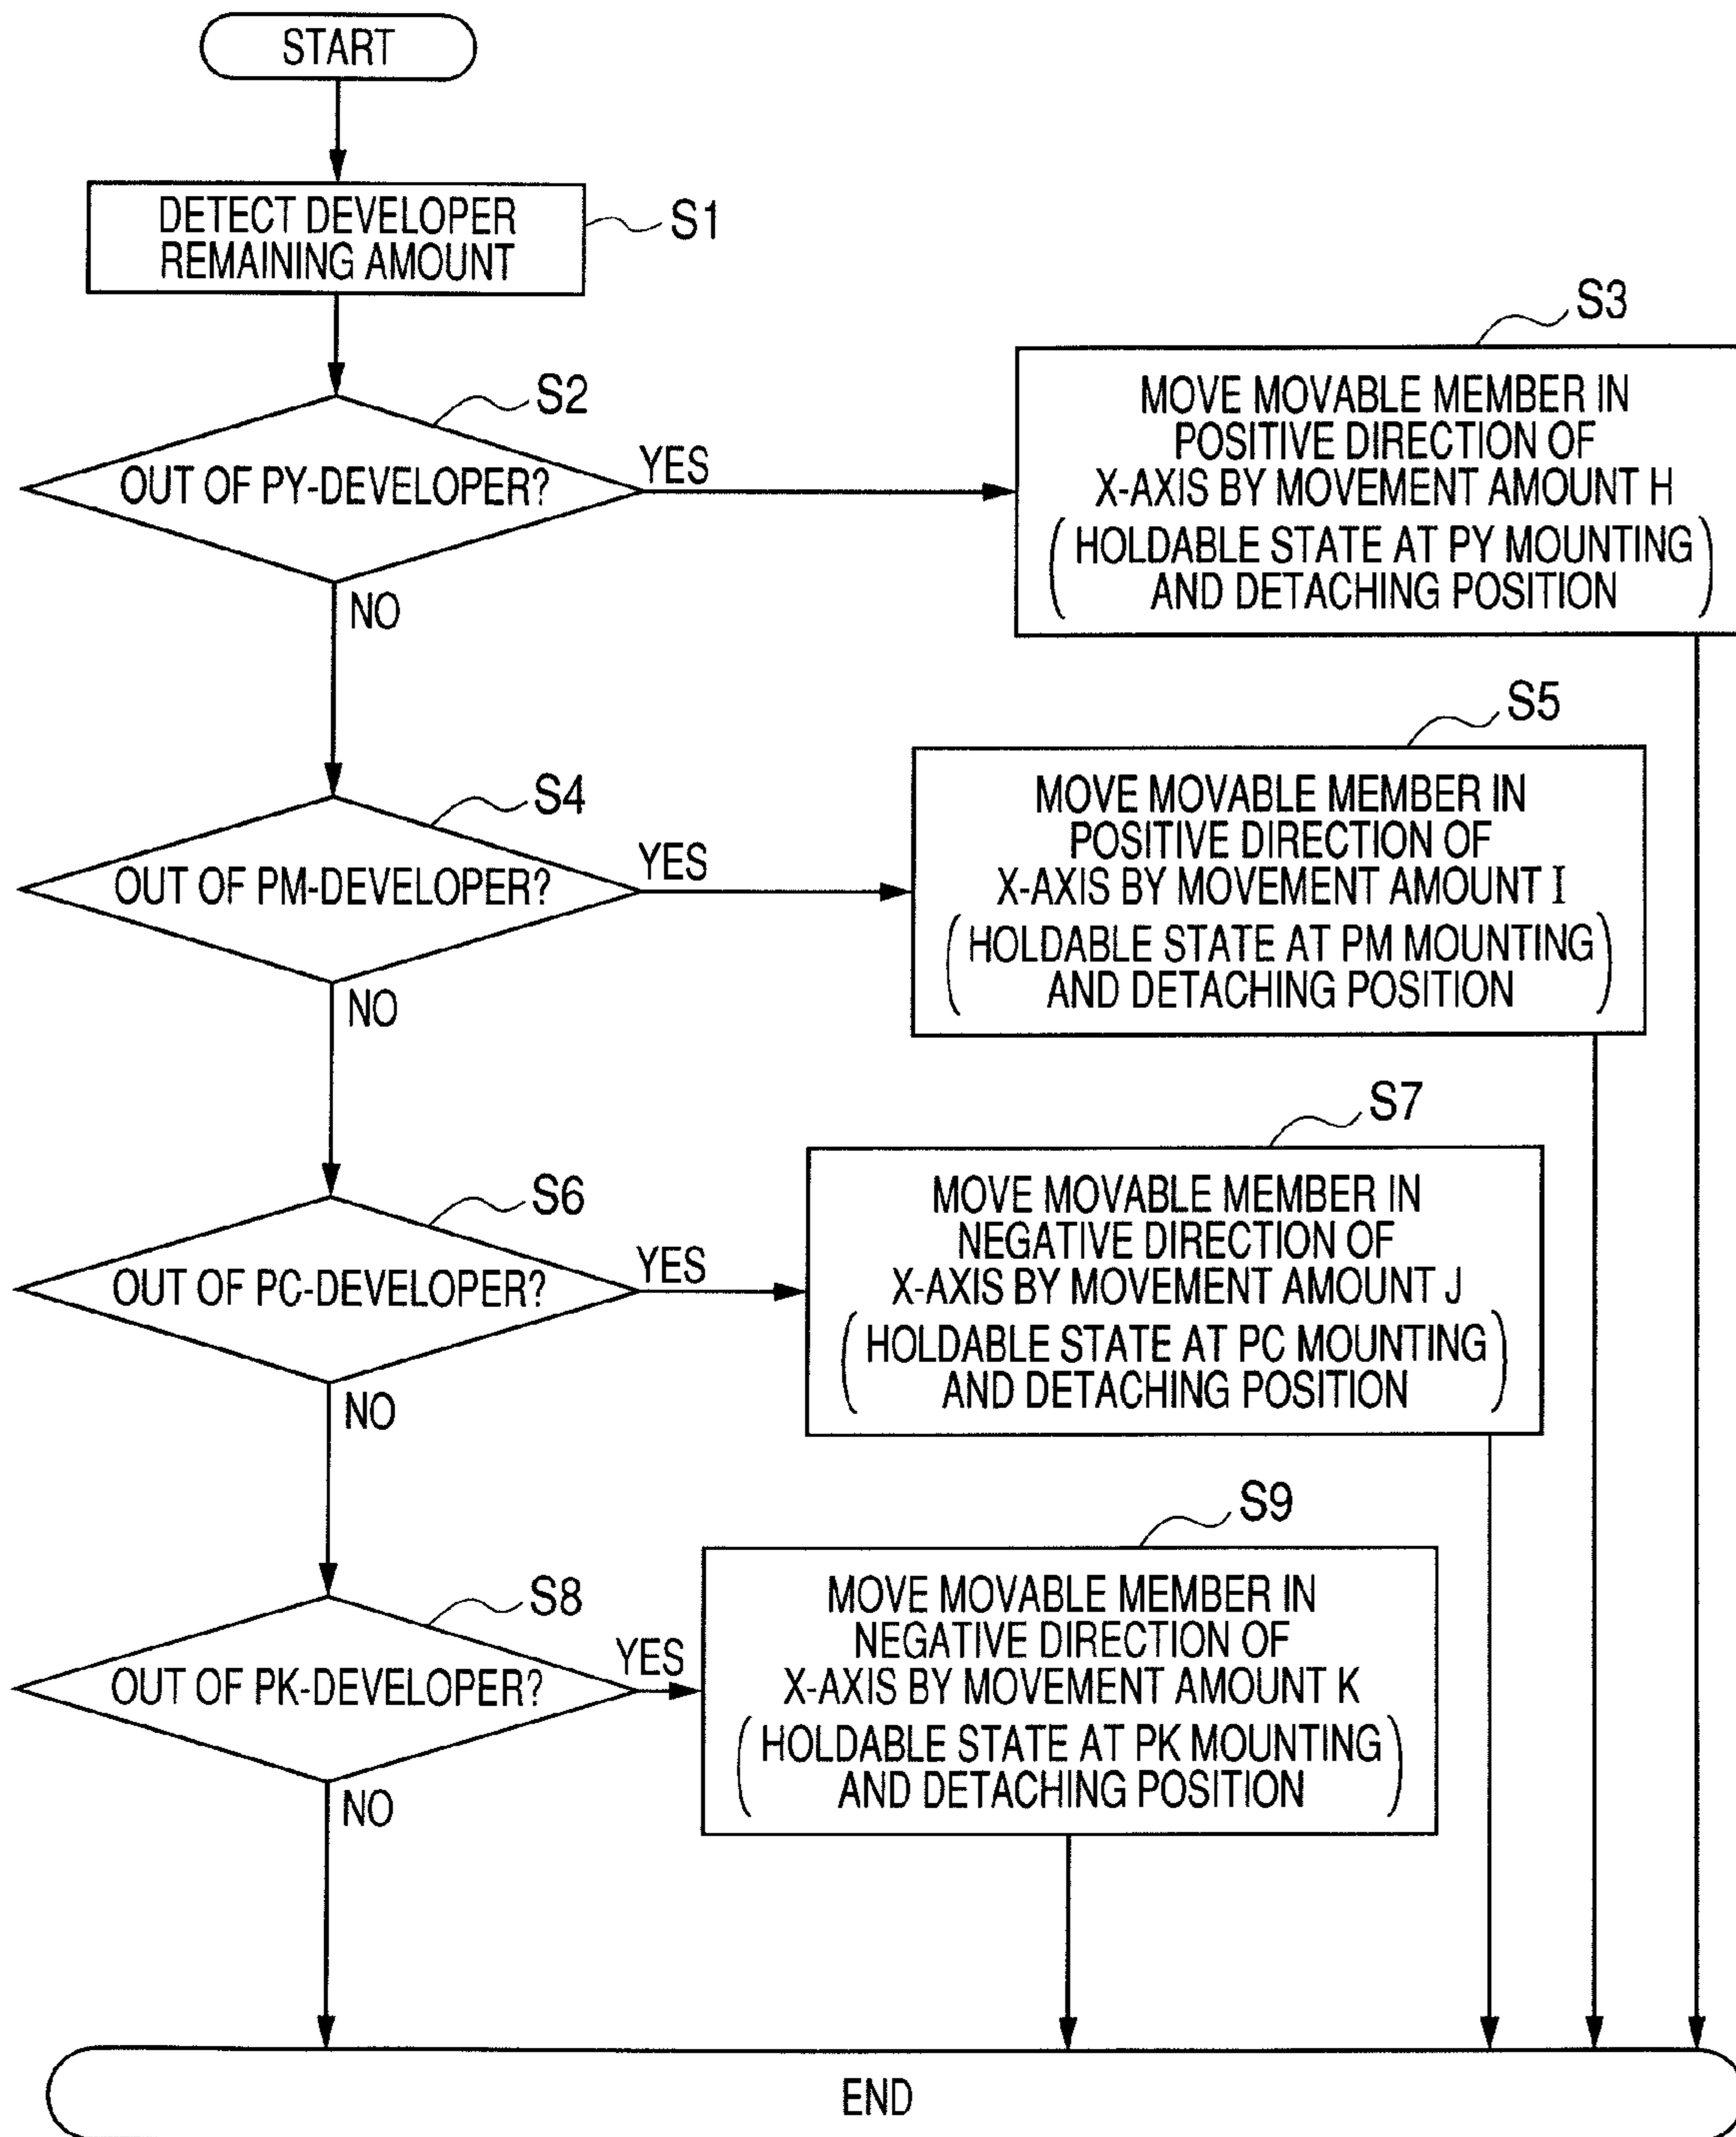 START
DETECT DEVELOPER
REMAINING AMOUNT
S1
S2
OUT OF PY-DEVELOPER?
YES
NO
S3
MOVE MOVABLE MEMBER IN
POSITIVE DIRECTION OF
X-AXIS BY MOVEMENT AMOUNT H
(HOLDABLE STATE AT PY MOUNTING
AND DETACHING POSITION)
S4
OUT OF PM-DEVELOPER?
YES
NO
S5
MOVE MOVABLE MEMBER IN
POSITIVE DIRECTION OF
X-AXIS BY MOVEMENT AMOUNT I
(HOLDABLE STATE AT PM MOUNTING
AND DETACHING POSITION)
S6
OUT OF PC-DEVELOPER?
YES
NO
S7
MOVE MOVABLE MEMBER IN
NEGATIVE DIRECTION OF
X-AXIS BY MOVEMENT AMOUNT J
(HOLDABLE STATE AT PC MOUNTING
AND DETACHING POSITION)
S8
OUT OF PK-DEVELOPER?
YES
NO
S9
MOVE MOVABLE MEMBER IN
NEGATIVE DIRECTION OF
X-AXIS BY MOVEMENT AMOUNT K
(HOLDABLE STATE AT PK MOUNTING
AND DETACHING POSITION)
END